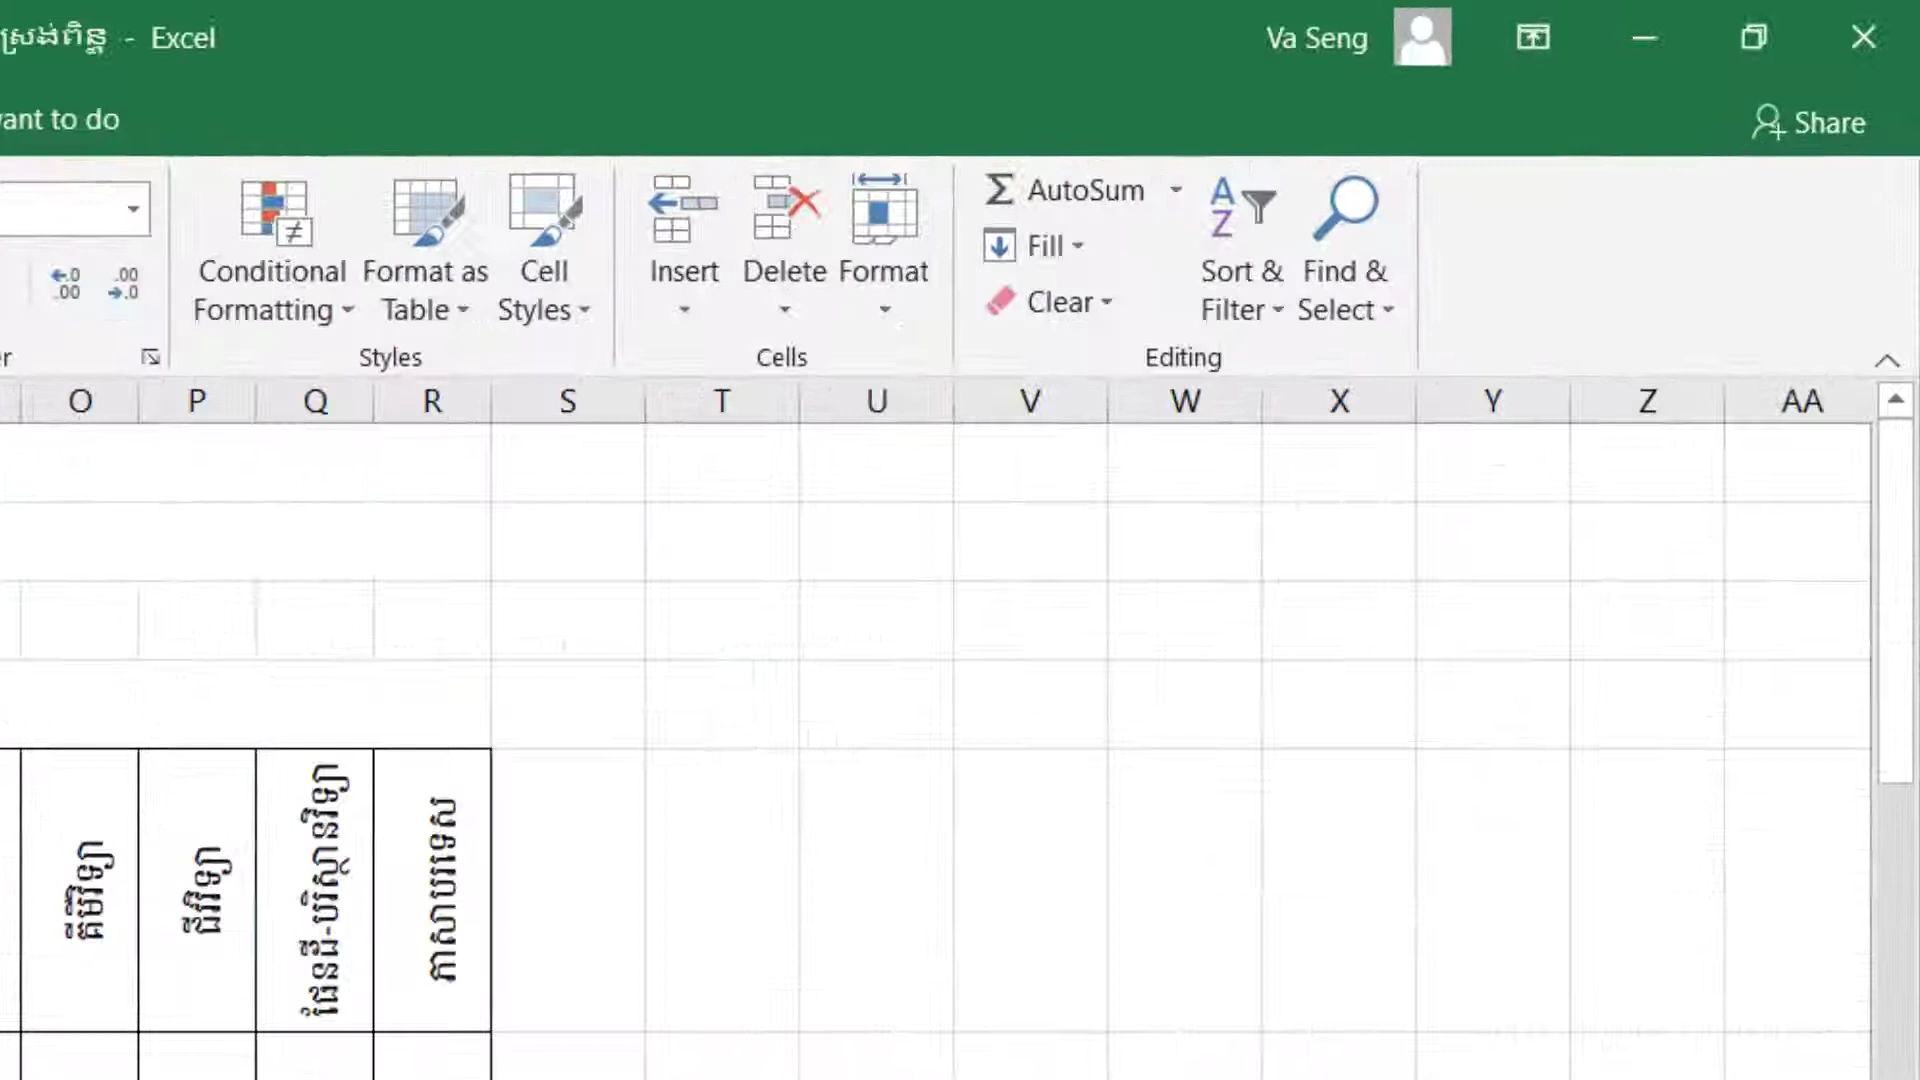 ស្រង់ពិន្ទុ - Excel
Va Seng
want to do
Share
Conditional Formatting
Format as Table
Cell Styles
Styles
Insert
Delete
Format
Cells
AutoSum
Fill
Clear
Sort & Filter
Find & Select
Editing
O P Q R S T U V W X Y Z AA
គីមីវិទ្យា
ជីវវិទ្យា
ផែនដី-បរិស្ថានវិទ្យា
ភាសាបរទេស